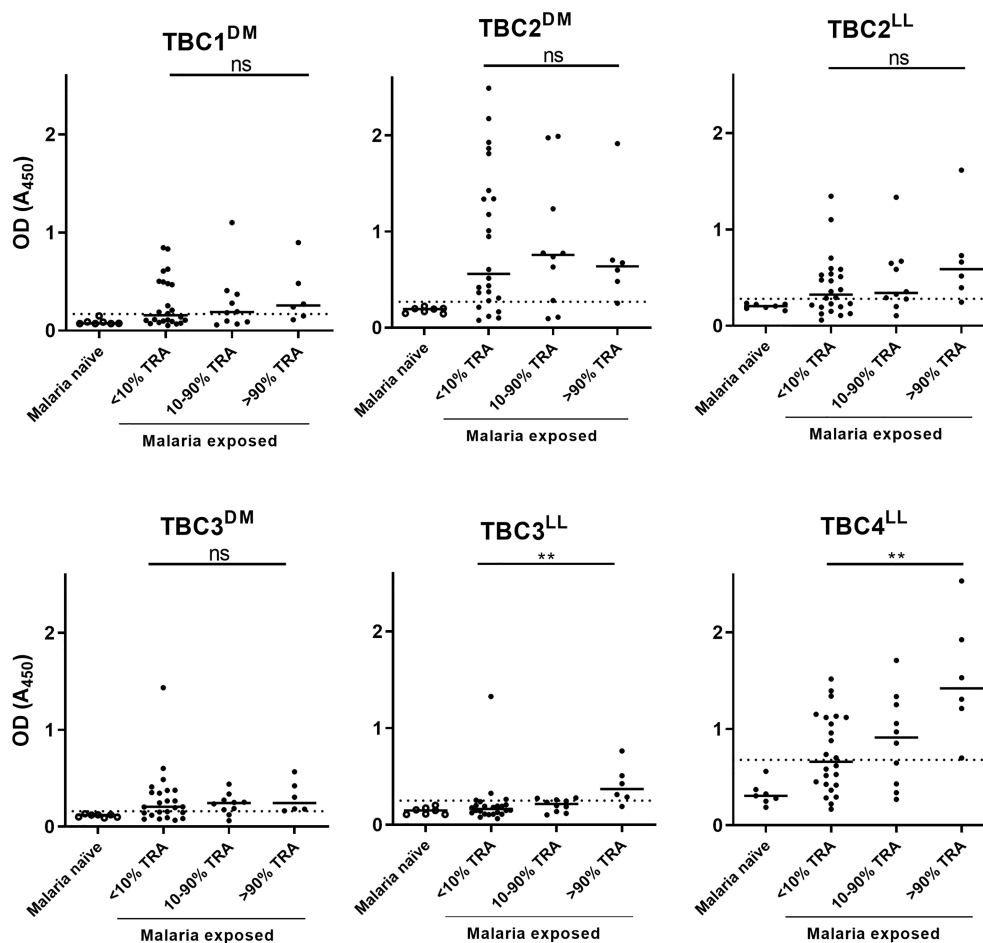 TBC1DM
ns
OD (A450)
2
1
0
Malaria naïve
<10% TRA
10-90% TRA
>90% TRA
Malaria exposed
TBC2DM
ns
2
1
0
Malaria naïve
<10% TRA
10-90% TRA
>90% TRA
Malaria exposed
TBC2LL
ns
2
1
0
Malaria naïve
<10% TRA
10-90% TRA
>90% TRA
Malaria exposed
TBC3DM
ns
OD (A450)
2
1
0
Malaria naïve
<10% TRA
10-90% TRA
>90% TRA
Malaria exposed
TBC3LL
**
2
1
0
Malaria naïve
<10% TRA
10-90% TRA
>90% TRA
Malaria exposed
TBC4LL
**
2
1
0
Malaria naïve
<10% TRA
10-90% TRA
>90% TRA
Malaria exposed